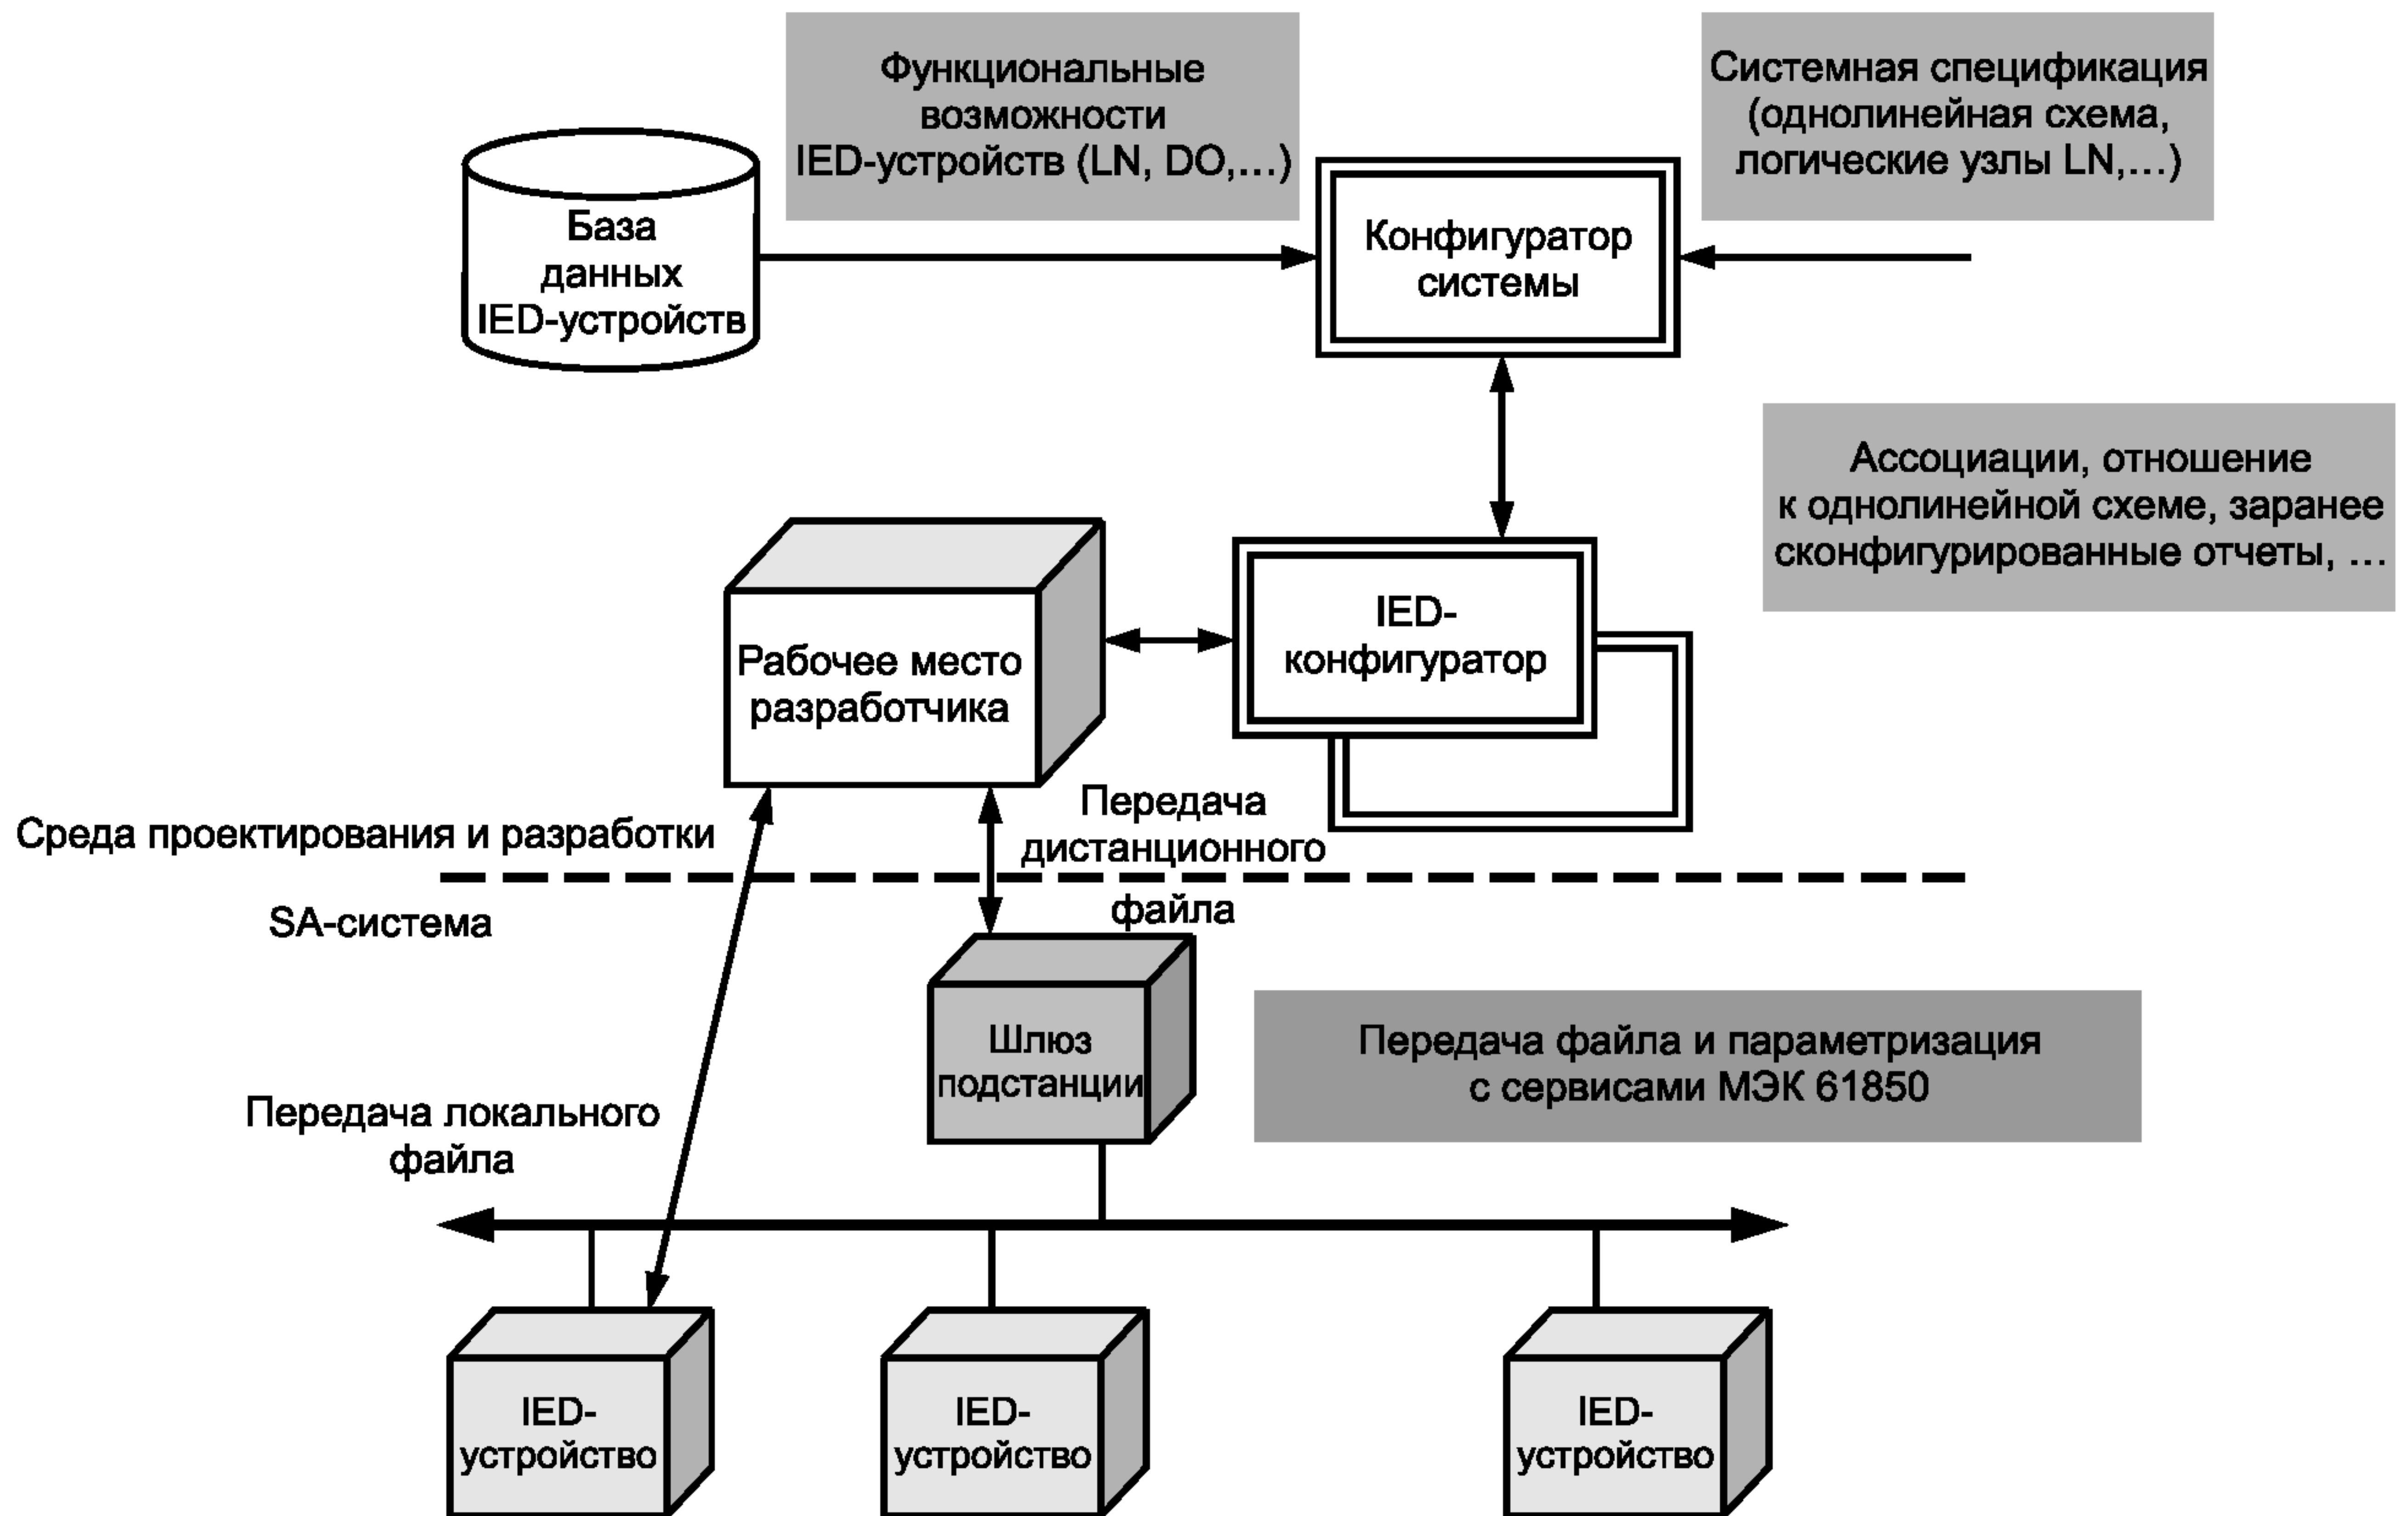 Функциональные
возможности
IED-устройств (LN, DO,...)
Системная спецификация
(однолинейная схема,
логические узлы LN,...)
База
данных
IED-устройств
Конфигуратор
системы
Ассоциации, отношение
к однолинейной схеме, заранее
сконфигурированные отчеты, ...
IED-
конфигуратор
Рабочее место
разработчика
Передача
дистанционного
файла
Среда проектирования и разработки
SA-система
Шлюз
подстанции
Передача файла и параметризация
с сервисами МЭК 61850
Передача локального
файла
IED-
устройство
IED-
устройство
IED-
устройство